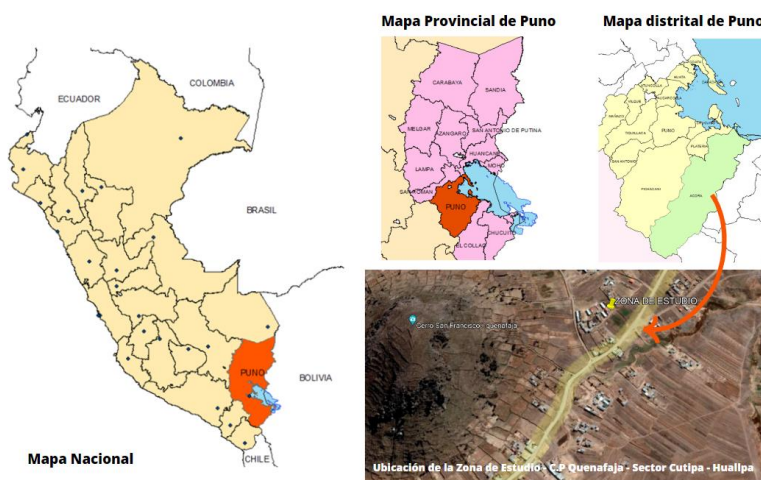 Mapa Provincial de Puno
Mapa distrital de Puno
COLOMBIA
ECUADOR
BRASIL
PUNO
BOLIVIA
CHILE
Mapa Nacional
CARABAYA
SANDIA
MELGAR
AZANGARO
SAN ANTONIO DE PUTINA
HUANCANE
MOHO
LAMPA
SAN ROMAN
PUNO
CHUCUITO
EL COLLAO
PUNO
ACORA
ZONA DE ESTUDIO
Cerro San Francisco quenafaja
Ubicación de la Zona de Estudio - C.P Quenafaja - Sector Cutipa - Huallpa